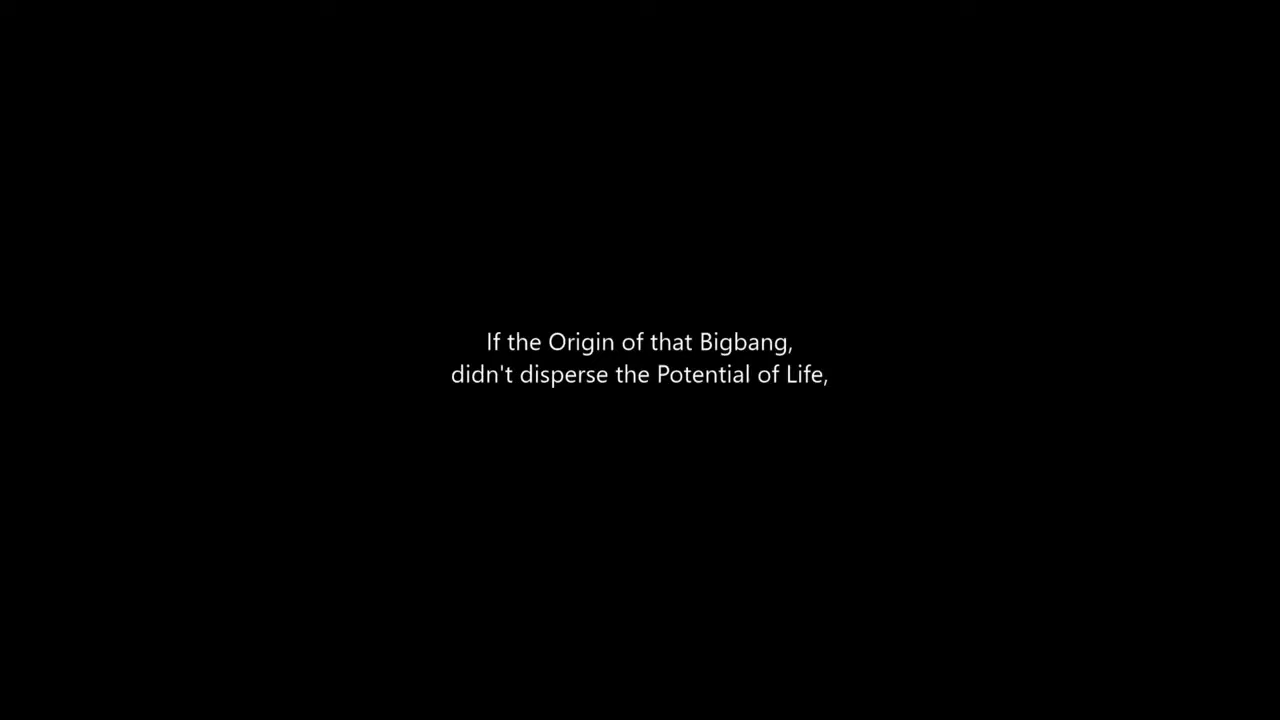 If the Origin of that Bigbang,
didn't disperse the Potential of Life,